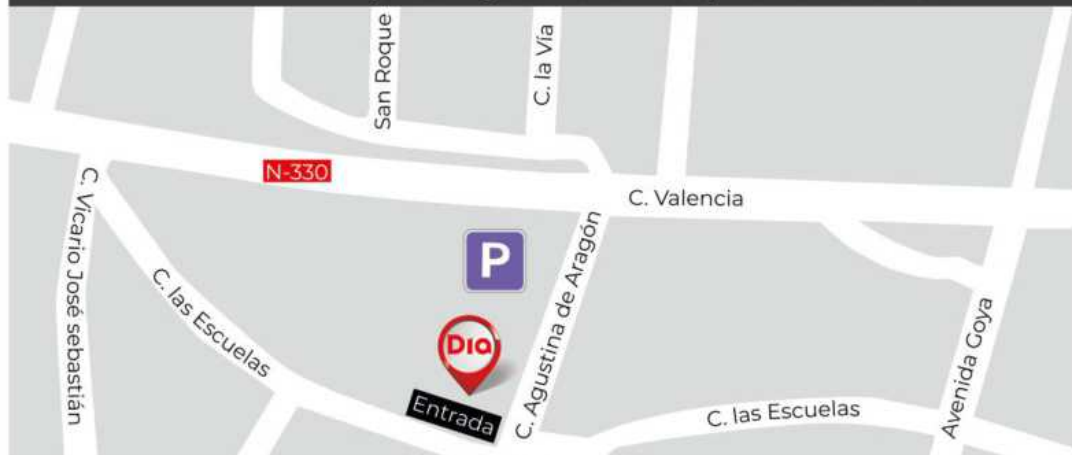 San Roque
C. la Vía
N-330
C. Valencia
C. Vicario José sebastián
C. las Escuelas
P
C. Agustina de Aragón
Dia
Entrada
C. las Escuelas
Avenida Goya